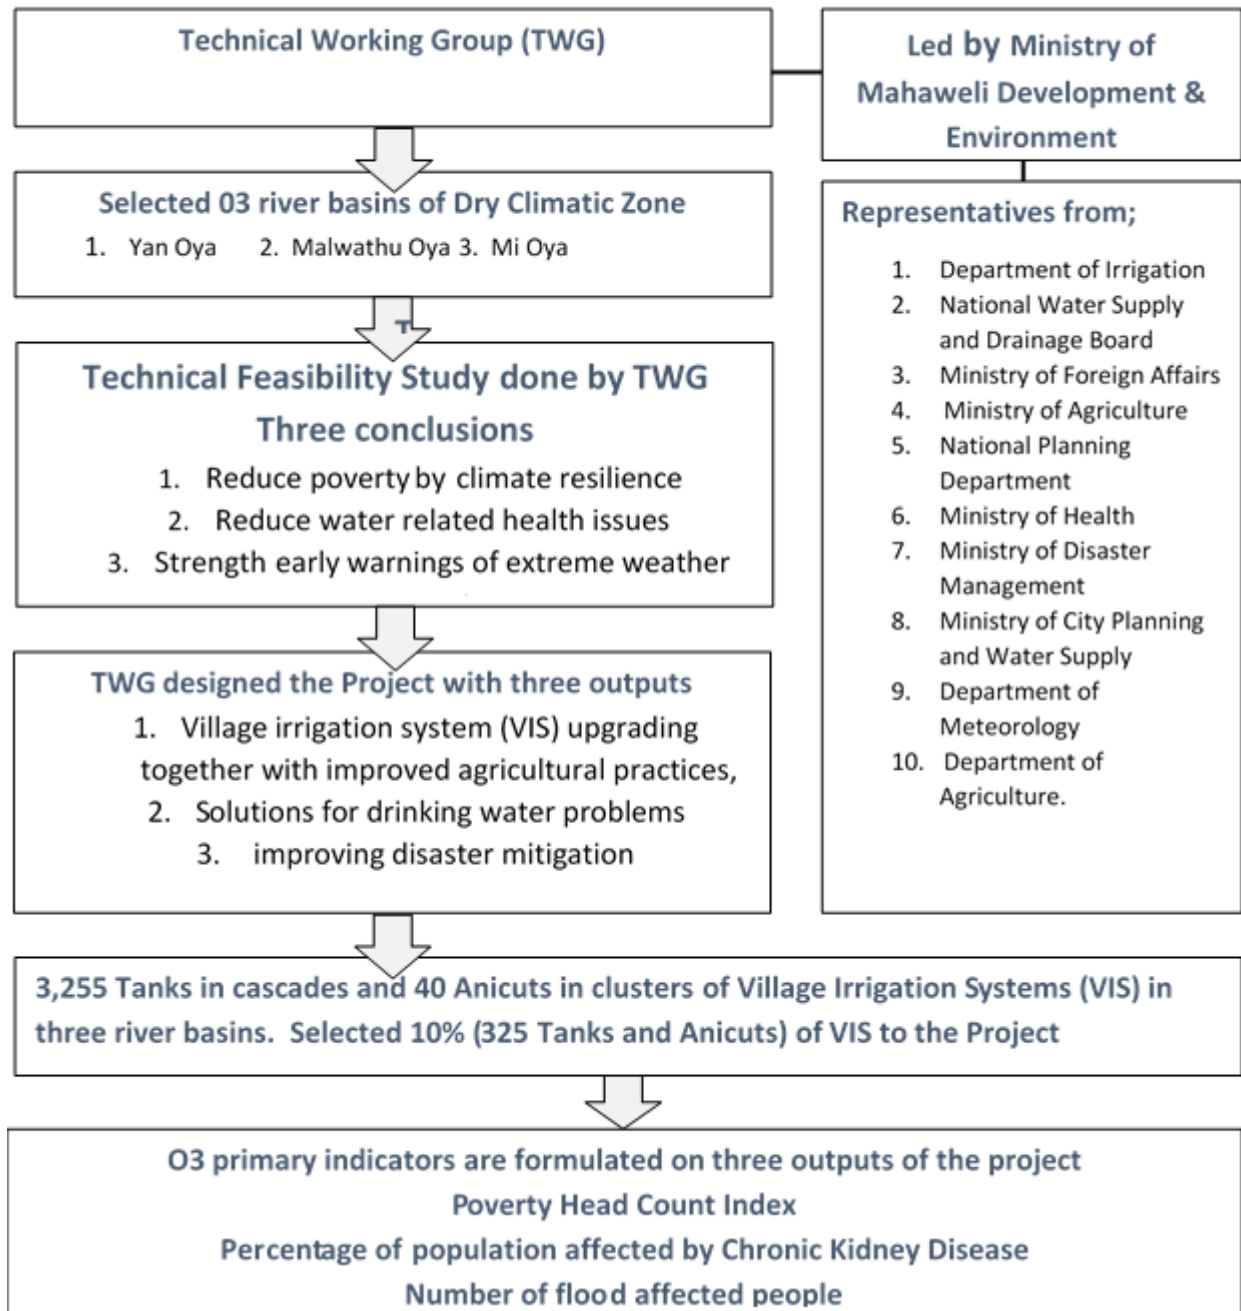 Technical Working Group (TWG)
Led by Ministry of
Mahaweli Development &
Environment
Selected 03 river basins of Dry Climatic Zone
1. Yan Oya 2. Malwathu Oya 3. Mi Oya
T
Technical Feasibility Study done by TWG
Three conclusions
1. Reduce poverty by climate resilience
2. Reduce water related health issues
3. Strength early warnings of extreme weather
TWG designed the Project with three outputs
1. Village irrigation system (VIS) upgrading
together with improved agricultural practices,
2. Solutions for drinking water problems
3. improving disaster mitigation
Representatives from;
1. Department of Irrigation
2. National Water Supply
and Drainage Board
3. Ministry of Foreign Affairs
4. Ministry of Agriculture
5. National Planning
Department
6. Ministry of Health
7. Ministry of Disaster
Management
8. Ministry of City Planning
and Water Supply
9. Department of
Meteorology
10. Department of
Agriculture.
3,255 Tanks in cascades and 40 Anicuts in clusters of Village Irrigation Systems (VIS) in
three river basins. Selected 10% (325 Tanks and Anicuts) of VIS to the Project
O3 primary indicators are formulated on three outputs of the project
Poverty Head Count Index
Percentage of population affected by Chronic Kidney Disease
Number of flood affected people